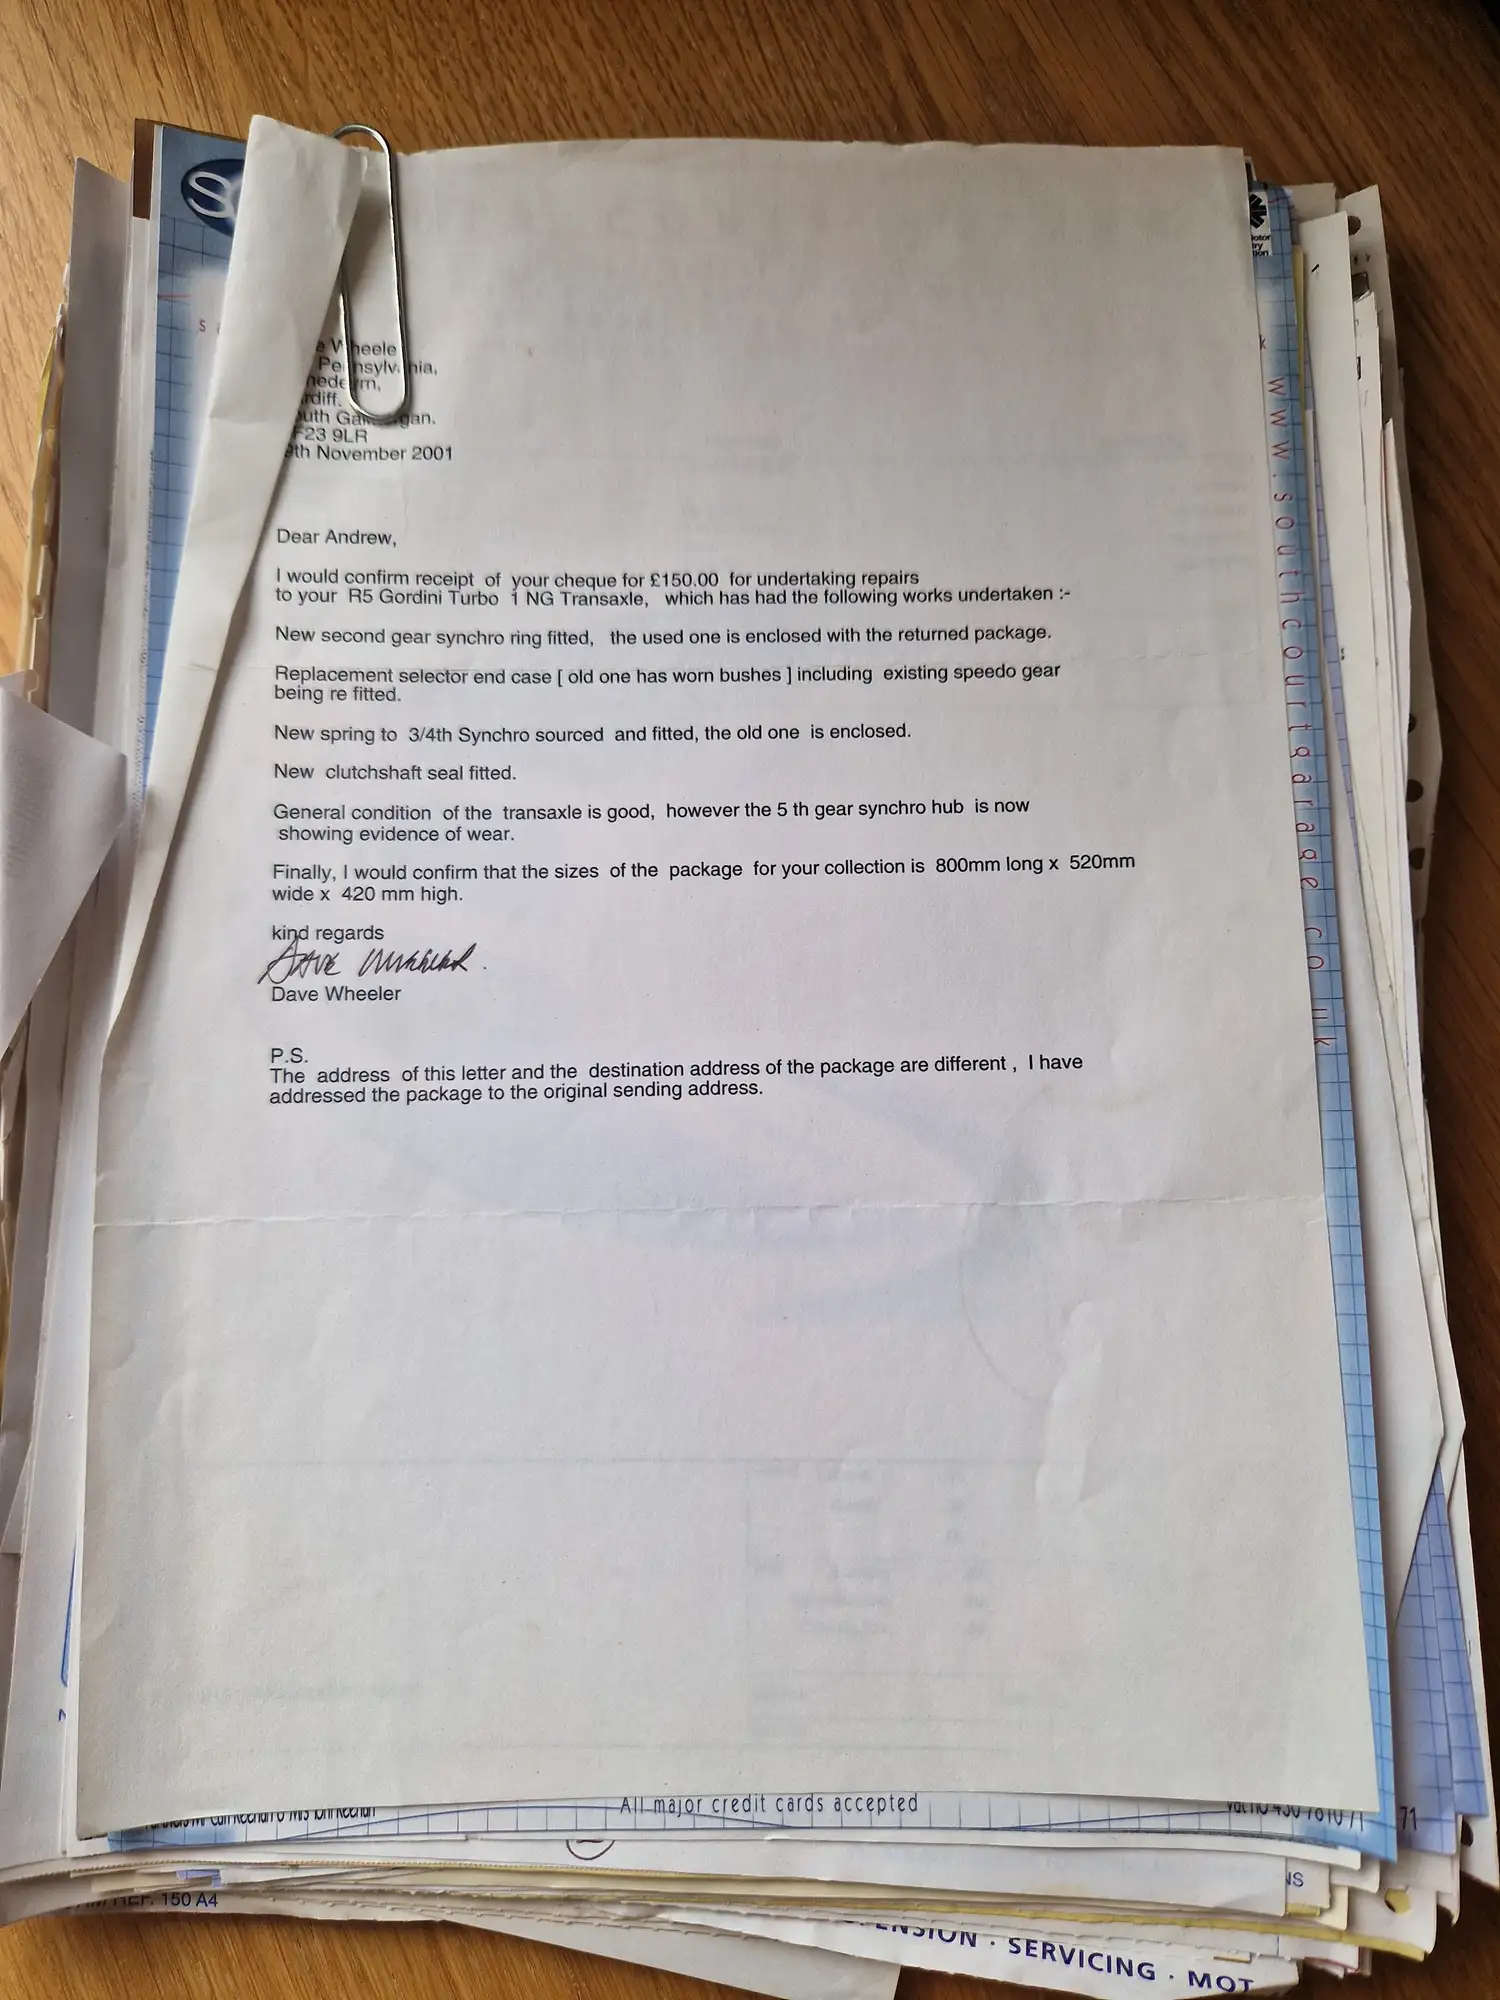 Wheele
Pennsylvania,
rdiff.
gan.
F23 9LR
9th November 2001
Dear Andrew,
I would confirm receipt of your cheque for £150.00 for undertaking repairs
to your R5 Gordini Turbo 1 NG Transaxle, which has had the following works undertaken :-
New second gear synchro ring fitted, the used one is enclosed with the returned package.
Replacement selector end case [ old one has worn bushes ] including existing speedo gear
being re fitted.
New spring to 3/4th Synchro sourced and fitted, the old one is enclosed.
New clutchshaft seal fitted.
General condition of the transaxle is good, however the 5 th gear synchro hub is now
showing evidence of wear.
Finally, I would confirm that the sizes of the package for your collection is 800mm long x 520mm
wide x 420 mm high.
kind regards
Dave Wheeler
Dave Wheeler
P.S.
The address of this letter and the destination address of the package are different , I have
addressed the package to the original sending address.
www.southcourtgarage.co.uk
All major credit cards accepted
71
NS
REF. 150 A4
ENSION · SERVICING · MOT